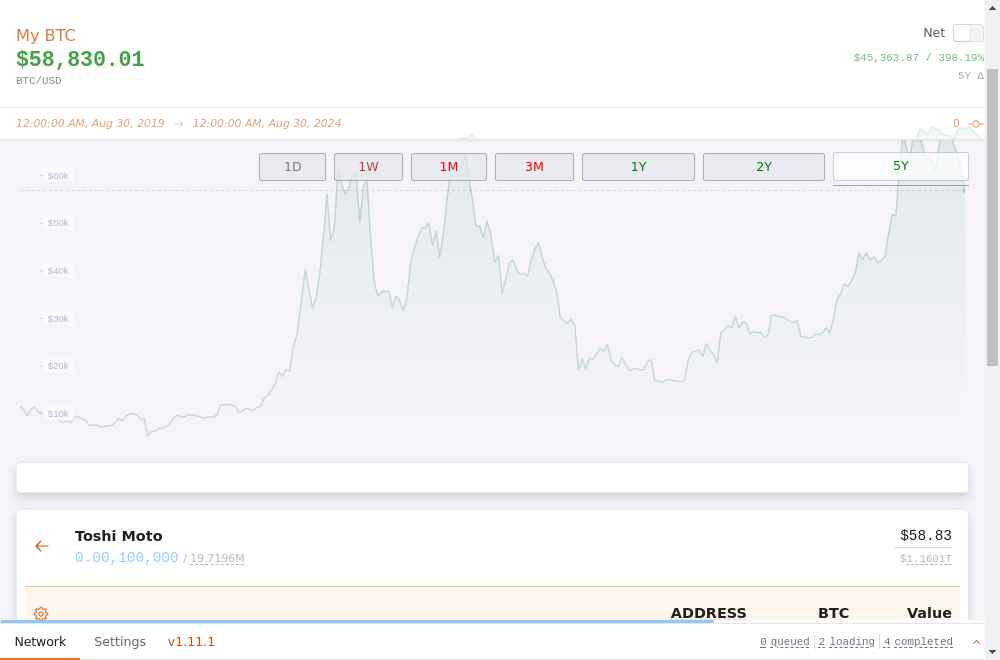 My BTC
Net
$58,830.01
$45,363.87 / 398.19%
BTC/USD
5Y Δ
12:00:00 AM, Aug 30, 2019 → 12:00:00 AM, Aug 30, 2024
0
1D 1W 1M 3M 1Y 2Y 5Y
$60k
$50k
$40k
$30k
$20k
$10k
Toshi Moto
$58.83
0.00,100,000 / 19.7196M
$1.1601T
ADDRESS BTC Value
Network Settings v1.11.1
0 queued 2 loading 4 completed